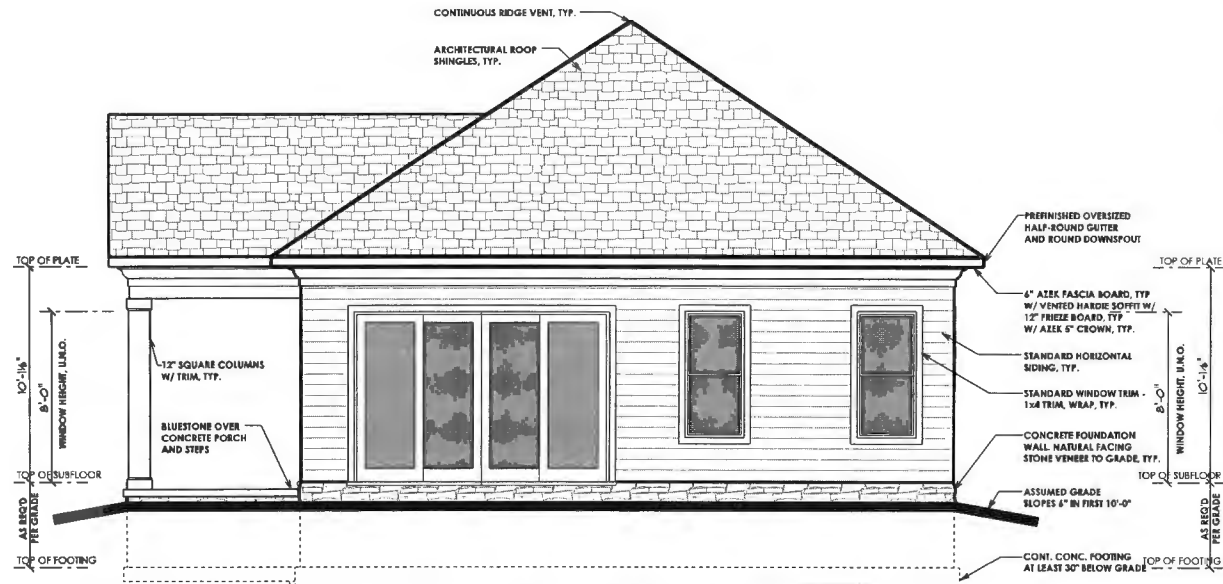 CONTINUOUS RIDGE VENT, TYP.
ARCHITECTURAL ROOF
SHINGLES, TYP.
PREFINISHED OVERSIZED
HALF-ROUND GUTTER
AND ROUND DOWNSPOUT
TOP OF PLATE
TOP OF PLATE
6" AZEK FASCIA BOARD, TYP
W/ VENTED HARDIE SOFFIT W/
12" FRIEZE BOARD, TYP
W/ AZEK 5" CROWN, TYP.
12" SQUARE COLUMNS
W/ TRIM, TYP.
STANDARD HORIZONTAL
SIDING, TYP.
STANDARD WINDOW TRIM -
1x4 TRIM, WRAP, TYP.
10'-1⅛"
8'-0"
WINDOW HEIGHT, U.N.O.
8'-0"
WINDOW HEIGHT, U.N.O.
10'-1⅛"
BLUESTONE OVER
CONCRETE PORCH
AND STEPS
CONCRETE FOUNDATION
WALL. NATURAL FACING
STONE VENEER TO GRADE, TYP.
TOP OF SUBFLOOR
TOP OF SUBFLOOR
ASSUMED GRADE
SLOPES 6" IN FIRST 10'-0"
AS REQ'D
PER GRADE
AS REQ'D
PER GRADE
TOP OF FOOTING
CONT. CONC. FOOTING
AT LEAST 30" BELOW GRADE
TOP OF FOOTING